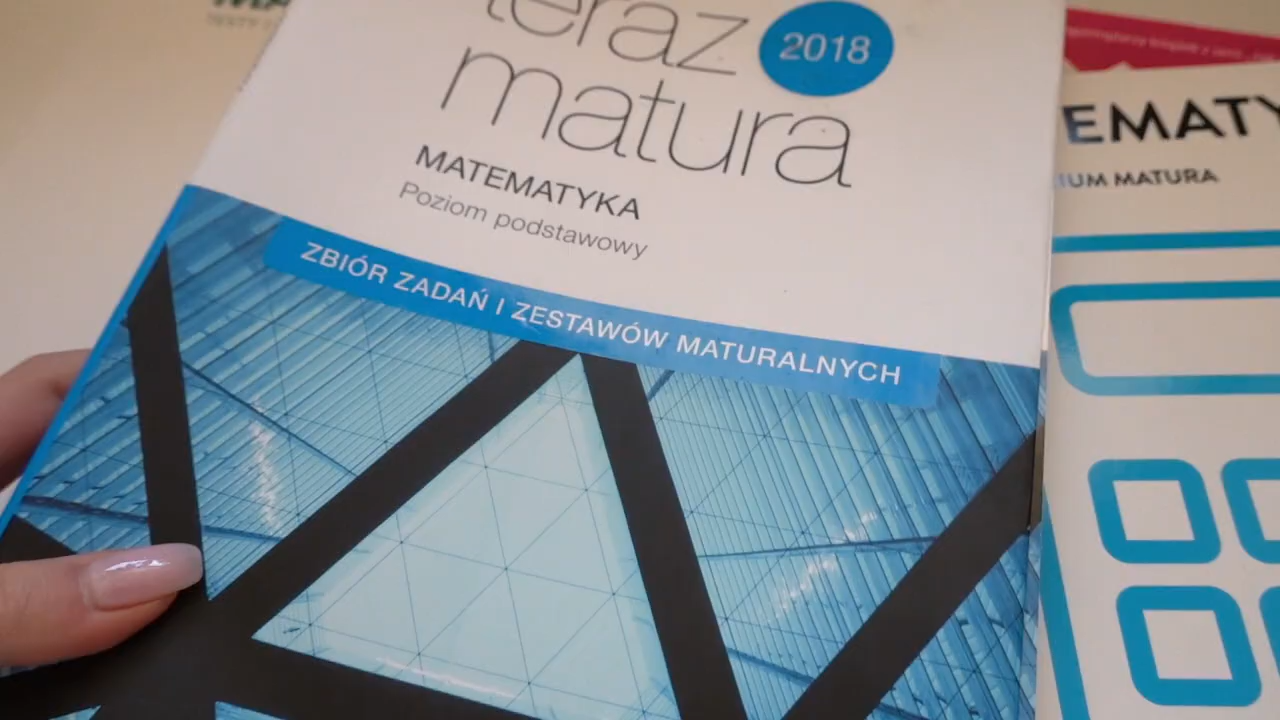 teraz
2018
matura
MATEMATYKA
Poziom podstawowy
ZBIÓR ZADAŃ I ZESTAWÓW MATURALNYCH
EMATY
IUM MATURA